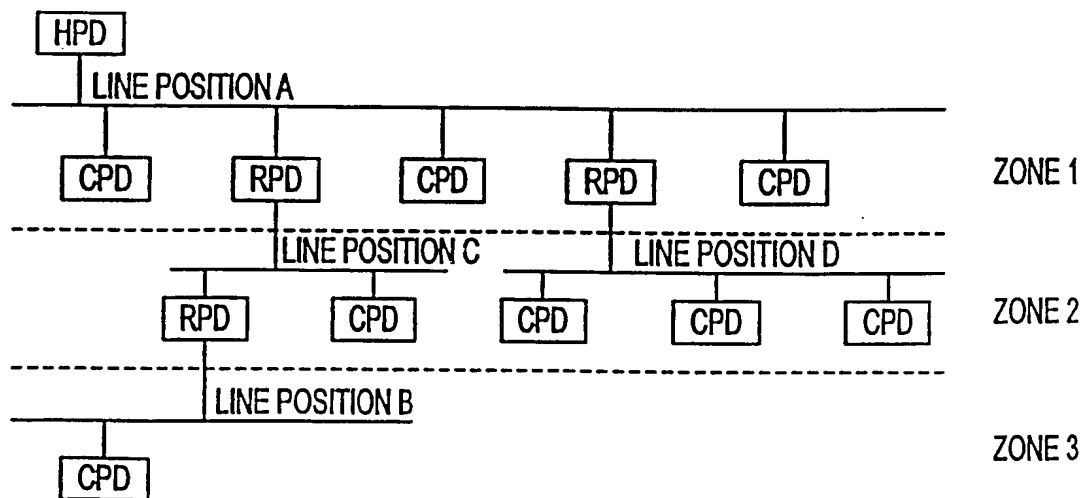 HPD
LINE POSITION A
CPD RPD CPD RPD CPD ZONE 1
LINE POSITION C LINE POSITION D
RPD CPD CPD CPD CPD ZONE 2
LINE POSITION B
CPD ZONE 3